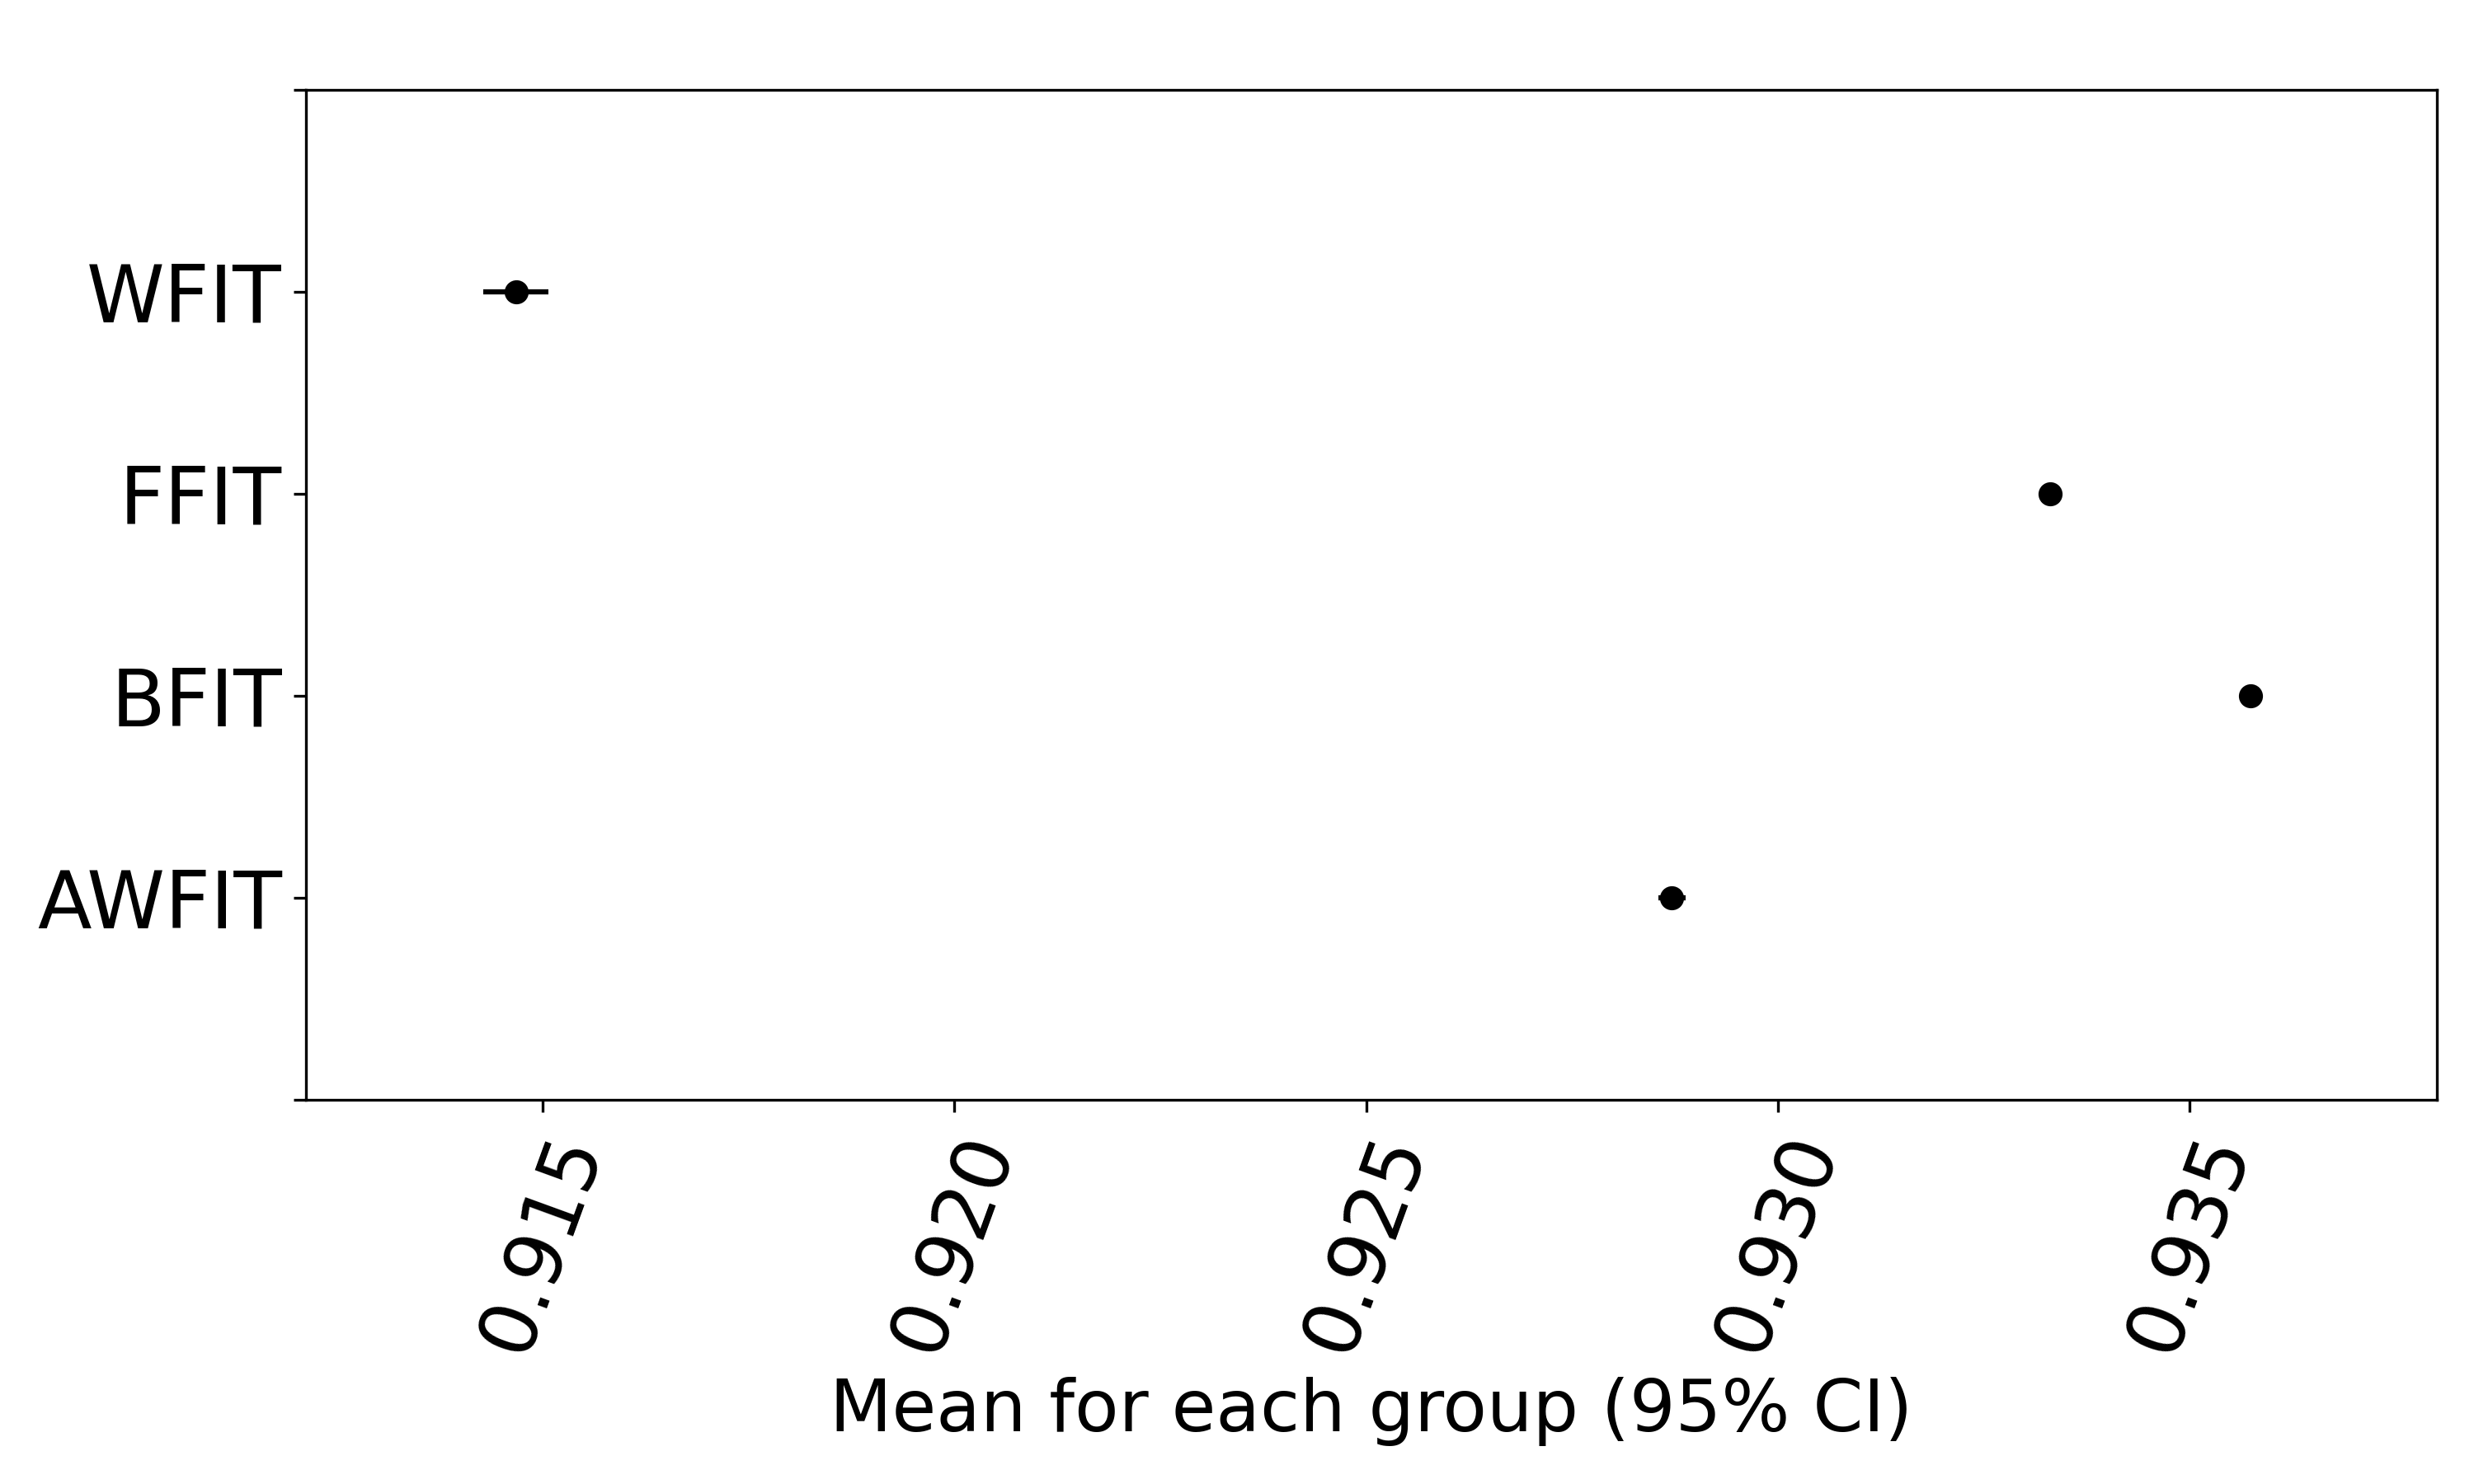 WFIT
FFIT
BFIT
AWFIT
0.915
0.920
0.925
0.930
0.935
Mean for each group (95% CI)